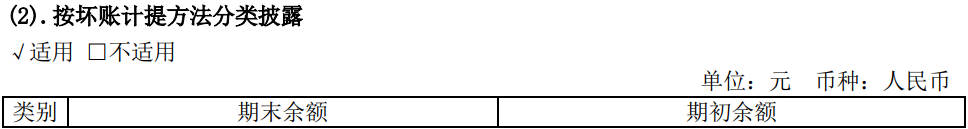 (2).按坏账计提方法分类披露
√适用 □不适用
单位：元 币种：人民币
类别 期末余额 期初余额